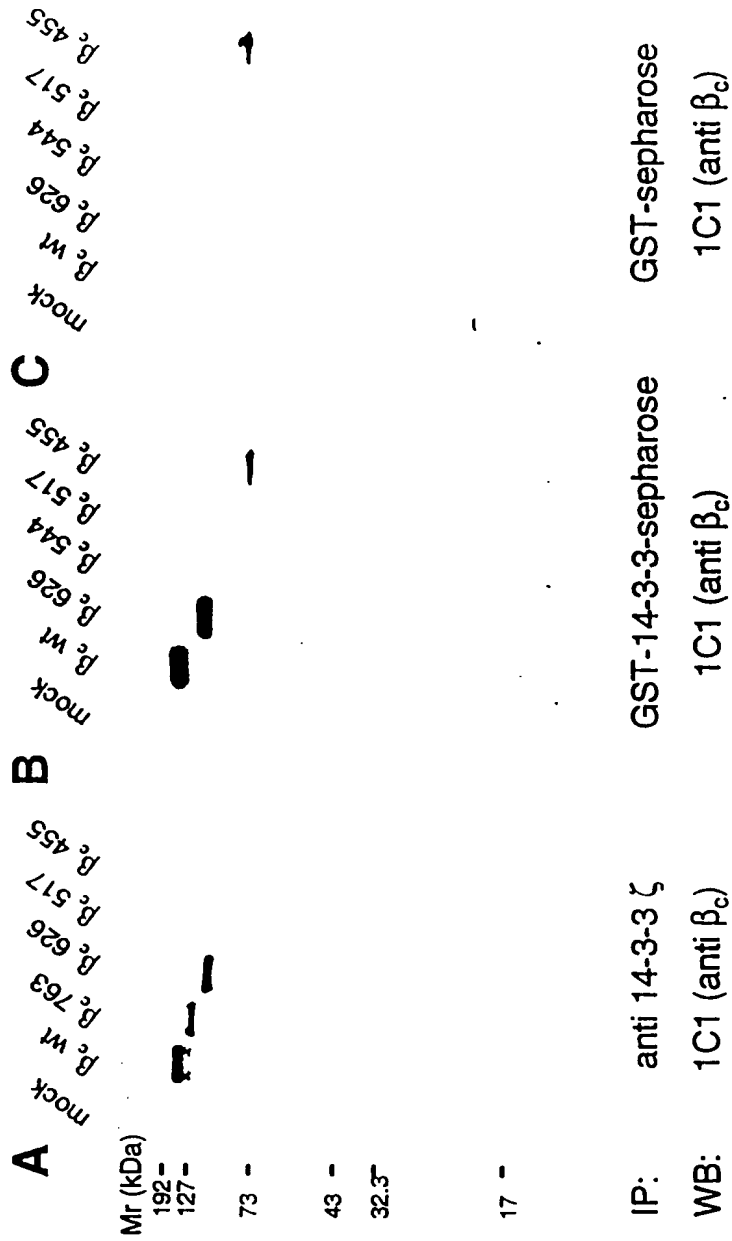 A
mock
βc wt
βc 763
βc 626
βc 517
βc 455
B
mock
βc wt
βc 626
βc 544
βc 517
βc 455
C
mock
βc wt
βc 626
βc 544
βc 517
βc 455
Mr (kDa)
192
127
73
43
32.3
17
IP: anti 14-3-3 ζ GST-14-3-3-sepharose GST-sepharose
WB: 1C1 (anti βc) 1C1 (anti βc) 1C1 (anti βc)